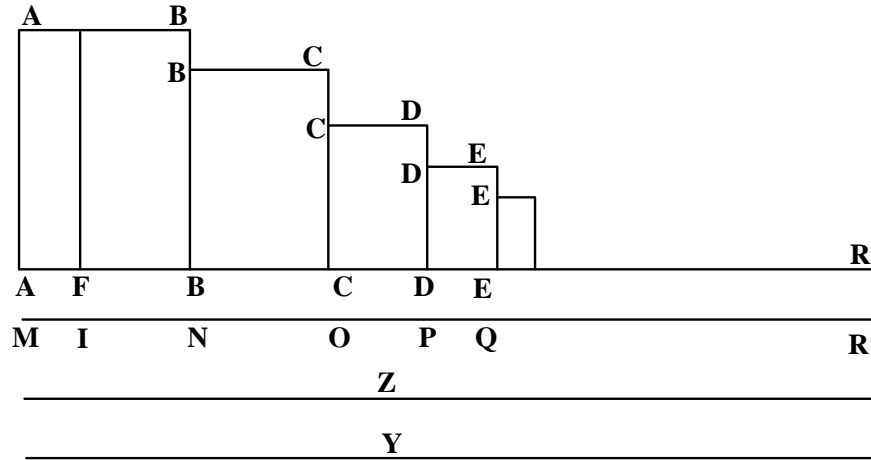 A B
B C
C D
D E
E
R
A F B C D E
M I N O P Q R
Z
Y